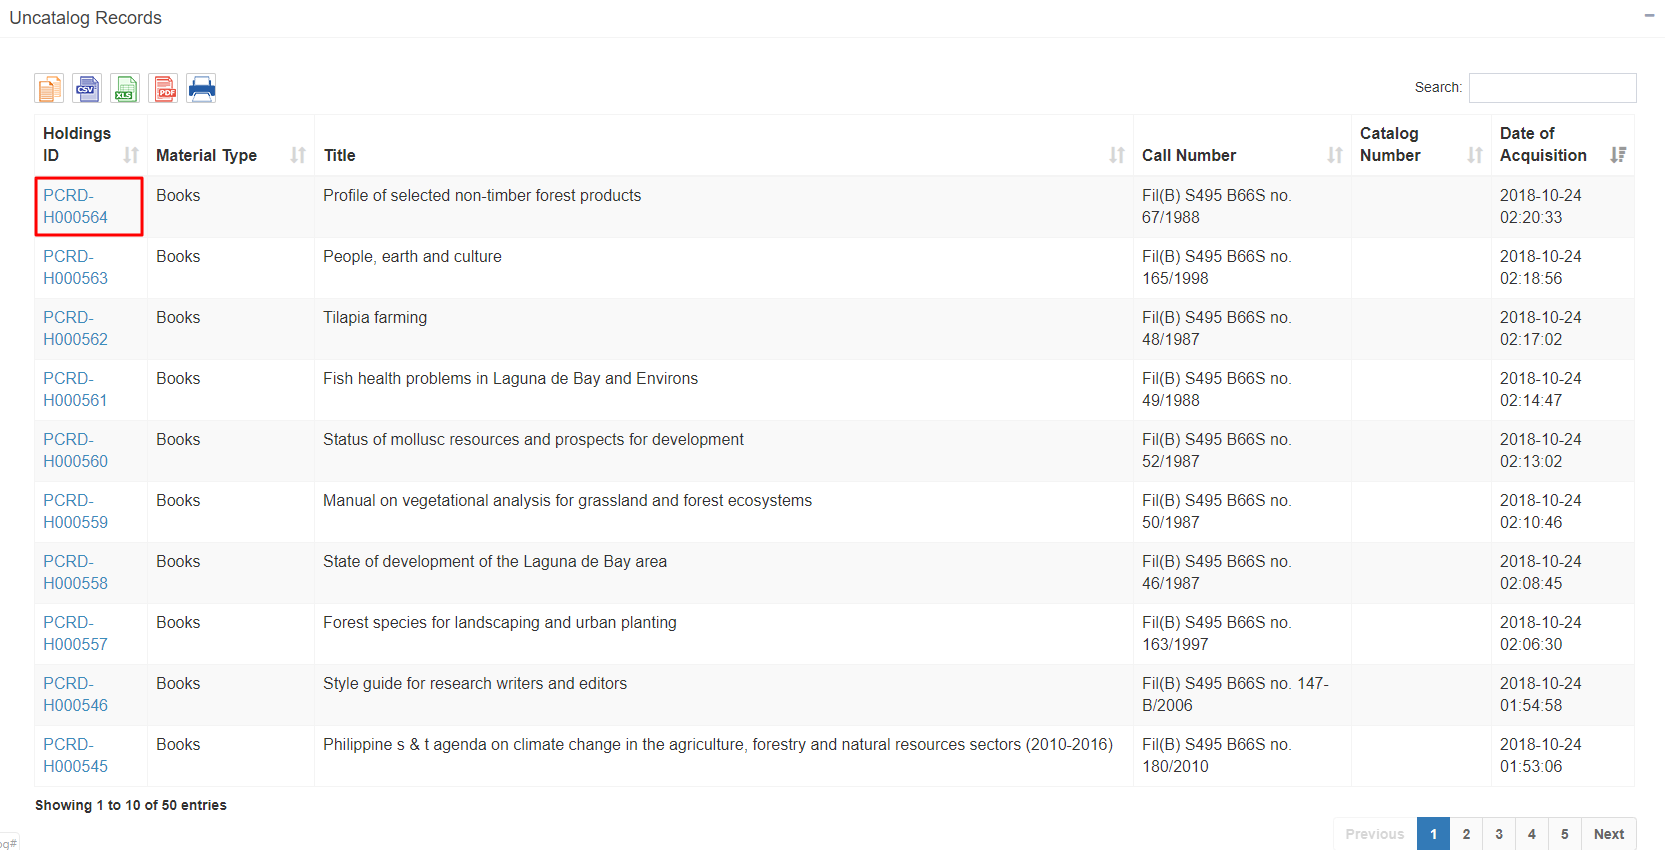 Uncatalog Records
CSV
XLS
PDF
Search:
Holdings ID Material Type Title Call Number Catalog Number Date of Acquisition
PCRD- Books Profile of selected non-timber forest products Fil(B) S495 B66S no. 2018-10-24
H000564 67/1988 02:20:33
PCRD- Books People, earth and culture Fil(B) S495 B66S no. 2018-10-24
H000563 165/1998 02:18:56
PCRD- Books Tilapia farming Fil(B) S495 B66S no. 2018-10-24
H000562 48/1987 02:17:02
PCRD- Books Fish health problems in Laguna de Bay and Environs Fil(B) S495 B66S no. 2018-10-24
H000561 49/1988 02:14:47
PCRD- Books Status of mollusc resources and prospects for development Fil(B) S495 B66S no. 2018-10-24
H000560 52/1987 02:13:02
PCRD- Books Manual on vegetational analysis for grassland and forest ecosystems Fil(B) S495 B66S no. 2018-10-24
H000559 50/1987 02:10:46
PCRD- Books State of development of the Laguna de Bay area Fil(B) S495 B66S no. 2018-10-24
H000558 46/1987 02:08:45
PCRD- Books Forest species for landscaping and urban planting Fil(B) S495 B66S no. 2018-10-24
H000557 163/1997 02:06:30
PCRD- Books Style guide for research writers and editors Fil(B) S495 B66S no. 147- 2018-10-24
H000546 B/2006 01:54:58
PCRD- Books Philippine s & t agenda on climate change in the agriculture, forestry and natural resources sectors (2010-2016) Fil(B) S495 B66S no. 2018-10-24
H000545 180/2010 01:53:06
Showing 1 to 10 of 50 entries
Previous 1 2 3 4 5 Next